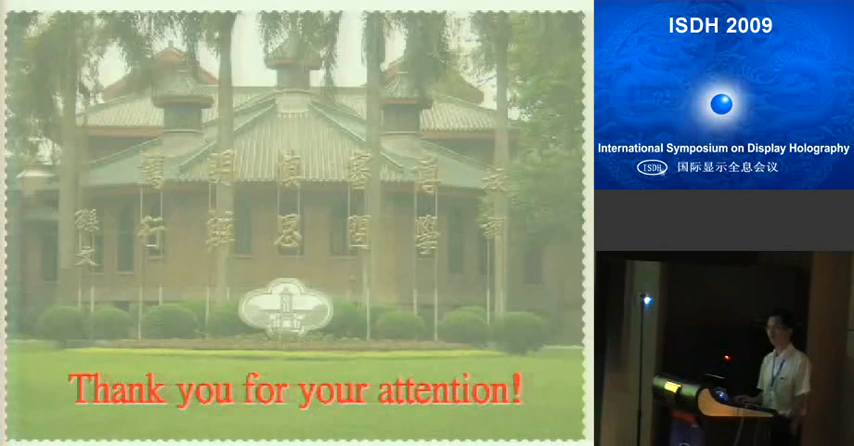 校訓
博學
審問
慎思
明辨
篤行
孫文
Thank you for your attention!
ISDH 2009
International Symposium on Display Holography
ISDH 国际显示全息会议